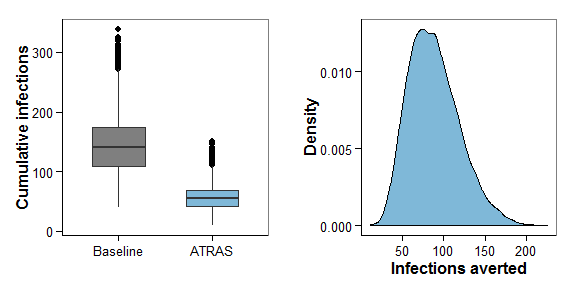 Cumulative infections
300
200
100
0
Baseline ATRAS
Density
0.010
0.005
0.000
50 100 150 200
Infections averted